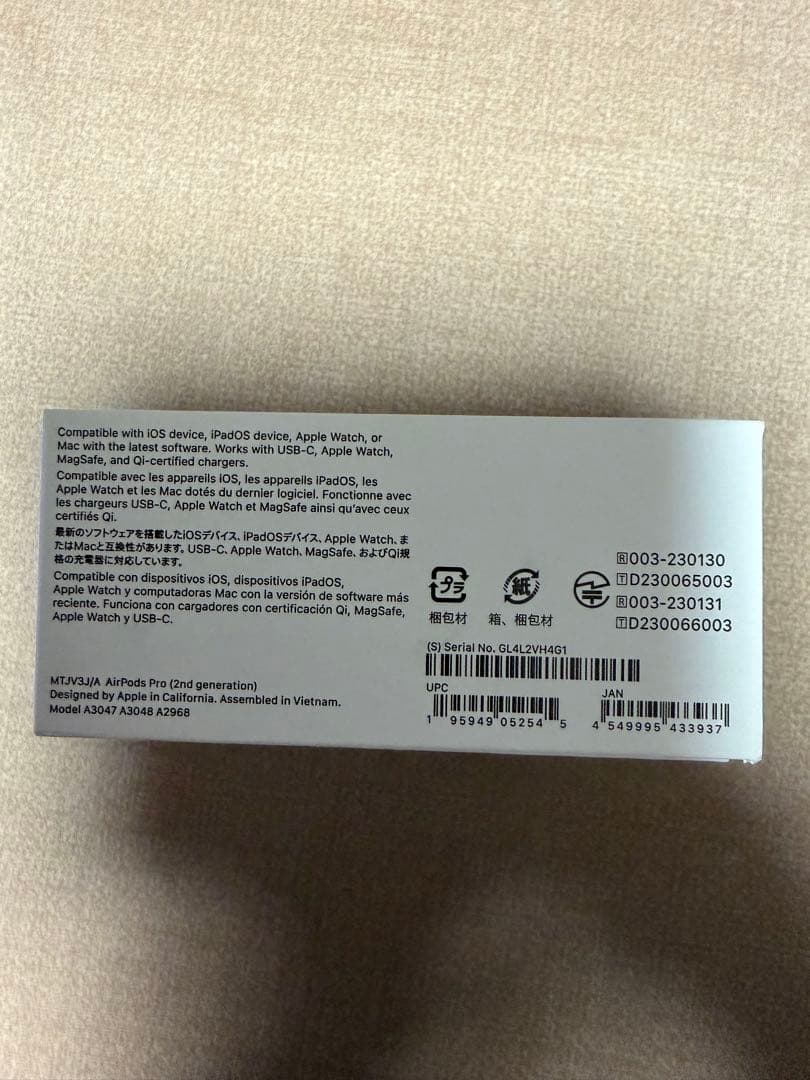 Compatible with iOS device, iPadOS device, Apple Watch, or
Mac with the latest software. Works with USB-C, Apple Watch,
MagSafe, and Qi-certified chargers.
Compatible avec les appareils iOS, les appareils iPadOS, les
Apple Watch et les Mac dotés du dernier logiciel. Fonctionne avec
les chargeurs USB-C, Apple Watch et MagSafe ainsi qu'avec ceux
certifiés Qi.
最新のソフトウェアを搭載したiOSデバイス、iPadOSデバイス、Apple Watch、ま
たはMacと互換性があります。USB-C、Apple Watch、MagSafe、およびQi規
格の充電器に対応しています。
Compatible con dispositivos iOS, dispositivos iPadOS,
Apple Watch y computadoras Mac con la versión de software más
reciente. Funciona con cargadores con certificación Qi, MagSafe,
Apple Watch y USB-C.
MTJV3J/A AirPods Pro (2nd generation)
Designed by Apple in California. Assembled in Vietnam.
Model A3047 A3048 A2968
プラ
梱包材
紙
箱、梱包材
R 003-230130
T D230065003
R 003-230131
T D230066003
(S) Serial No. GL4L2VH4G1
UPC
1 95949 05254 5
JAN
4 549995 433937